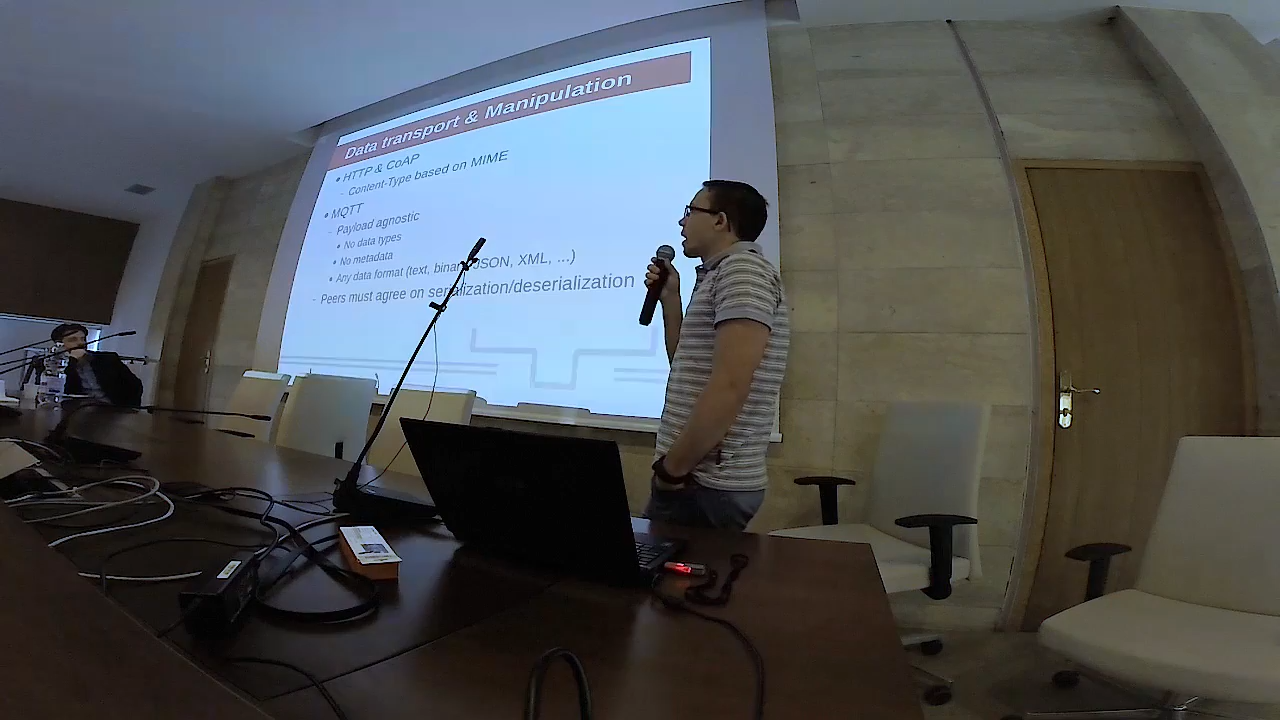 Data transport & Manipulation
• HTTP & CoAP
- Content-Type based on MIME
• MQTT
- Payload agnostic
• No data types
• No metadata
• Any data format (text, binary, JSON, XML, ...)
- Peers must agree on serialization/deserialization